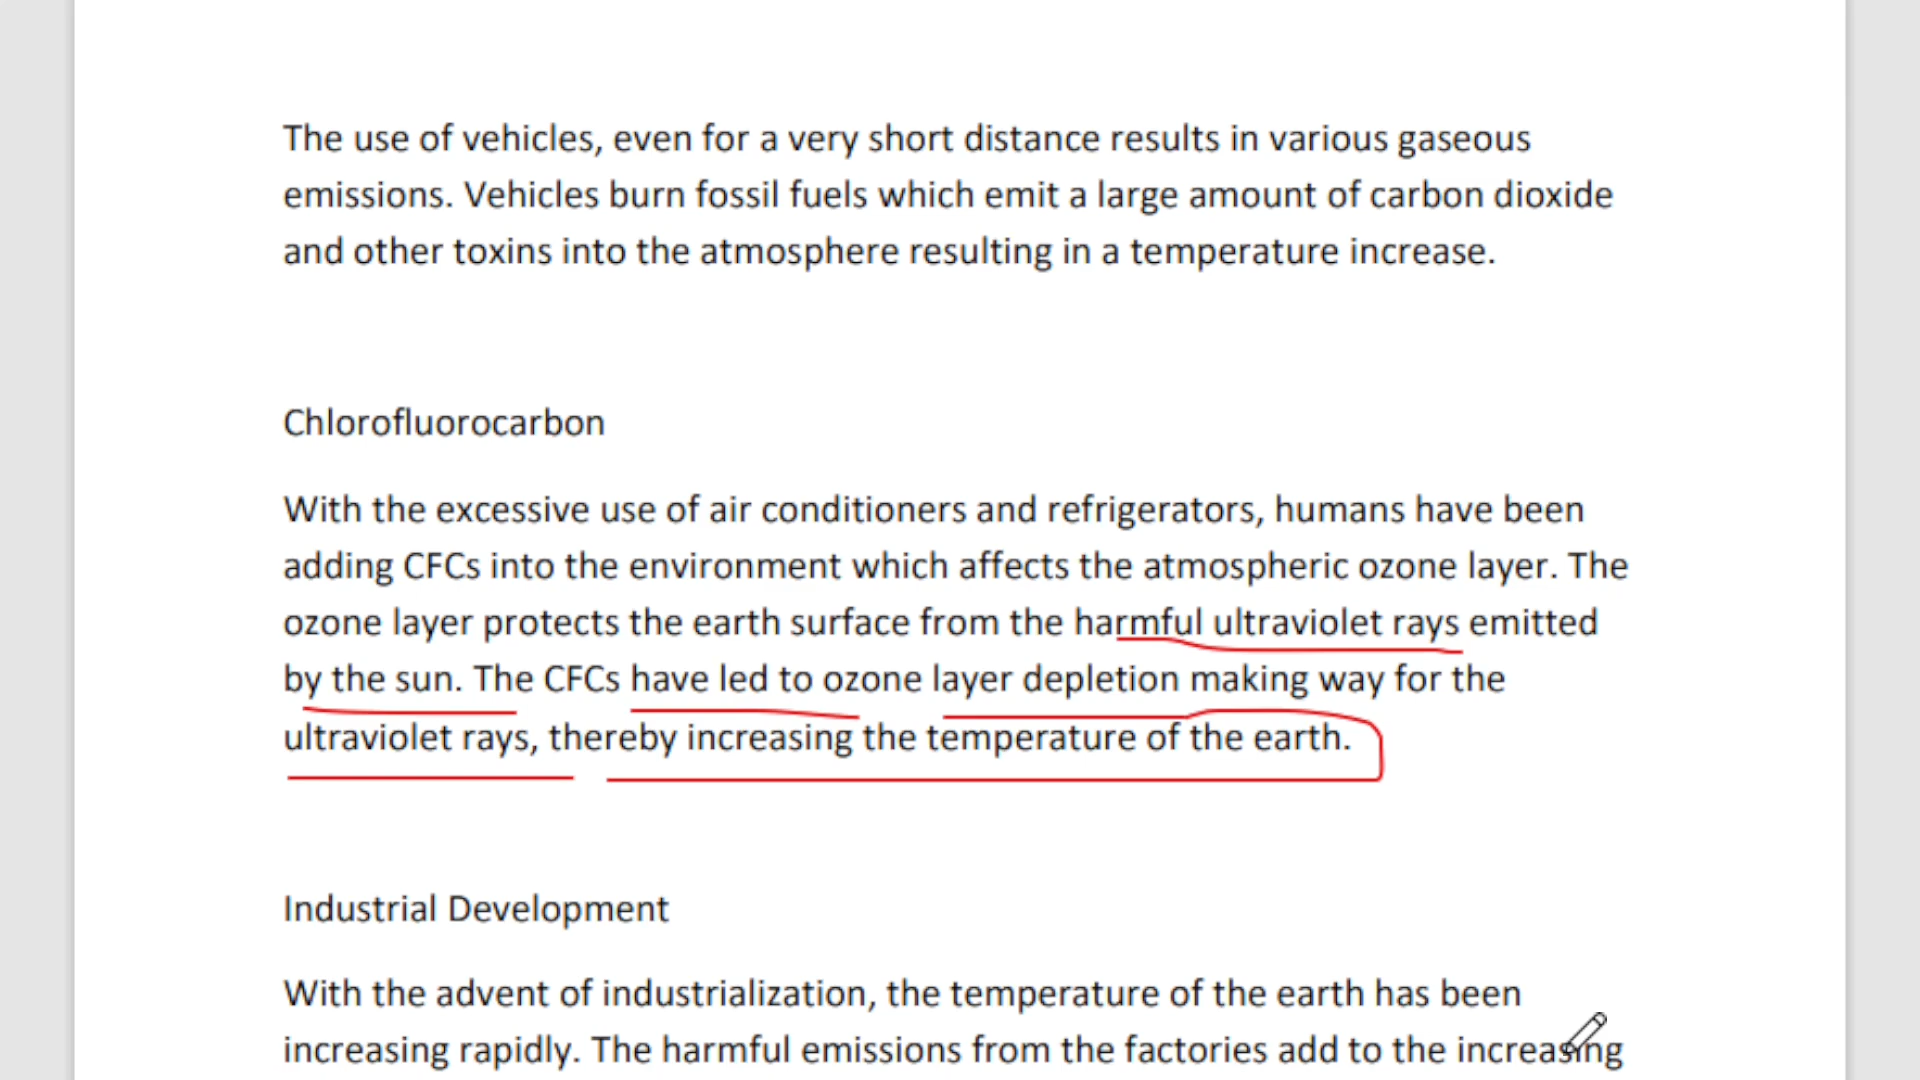 The use of vehicles, even for a very short distance results in various gaseous
emissions. Vehicles burn fossil fuels which emit a large amount of carbon dioxide
and other toxins into the atmosphere resulting in a temperature increase.
Chlorofluorocarbon
With the excessive use of air conditioners and refrigerators, humans have been
adding CFCs into the environment which affects the atmospheric ozone layer. The
ozone layer protects the earth surface from the harmful ultraviolet rays emitted
by the sun. The CFCs have led to ozone layer depletion making way for the
ultraviolet rays, thereby increasing the temperature of the earth.
Industrial Development
With the advent of industrialization, the temperature of the earth has been
increasing rapidly. The harmful emissions from the factories add to the increasing